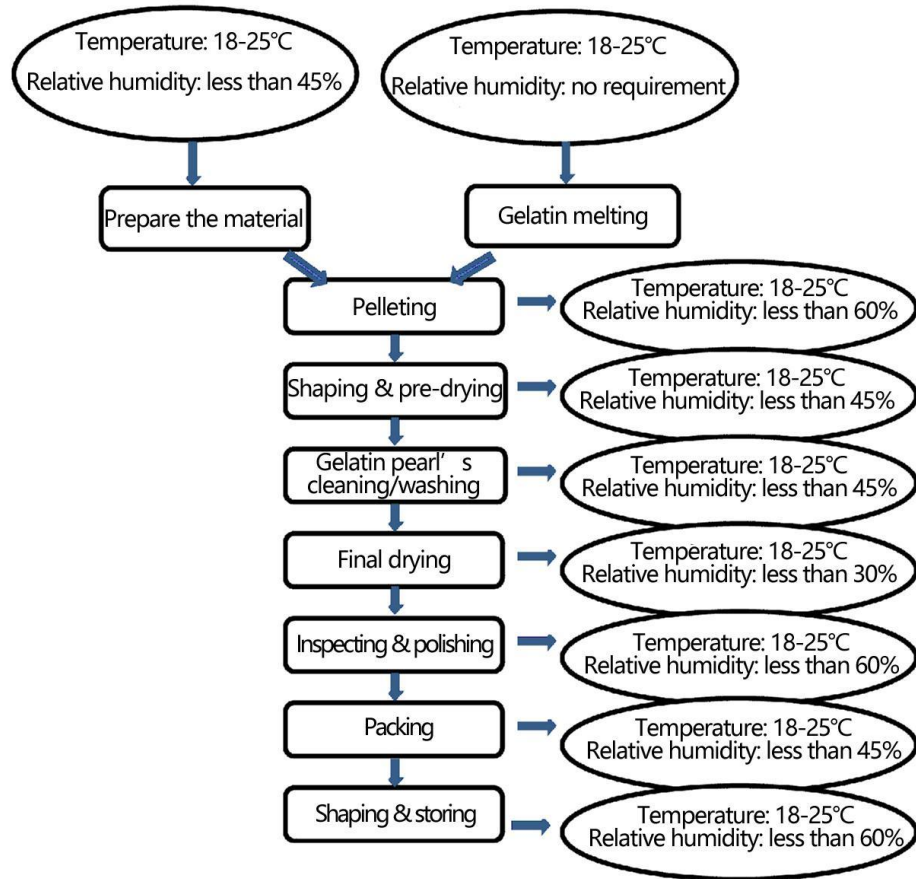 Temperature: 18-25℃
Relative humidity: less than 45%
Temperature: 18-25℃
Relative humidity: no requirement
Prepare the material
Gelatin melting
Pelleting
Temperature: 18-25℃
Relative humidity: less than 60%
Shaping & pre-drying
Temperature: 18-25℃
Relative humidity: less than 45%
Gelatin pearl's
cleaning/washing
Temperature: 18-25℃
Relative humidity: less than 45%
Final drying
Temperature: 18-25℃
Relative humidity: less than 30%
Inspecting & polishing
Temperature: 18-25℃
Relative humidity: less than 60%
Packing
Temperature: 18-25℃
Relative humidity: less than 45%
Shaping & storing
Temperature: 18-25℃
Relative humidity: less than 60%